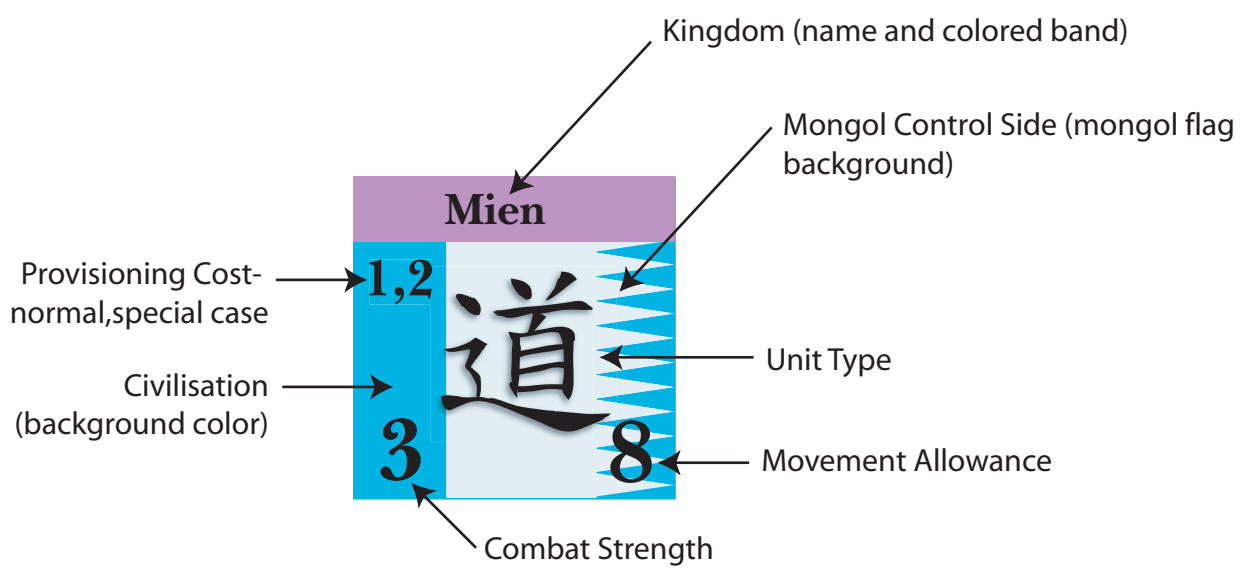 Kingdom (name and colored band)
Mongol Control Side (mongol flag
background)
Mien
Provisioning Cost-
normal,special case
1,2
道
Unit Type
Civilisation
(background color)
3
8
Movement Allowance
Combat Strength